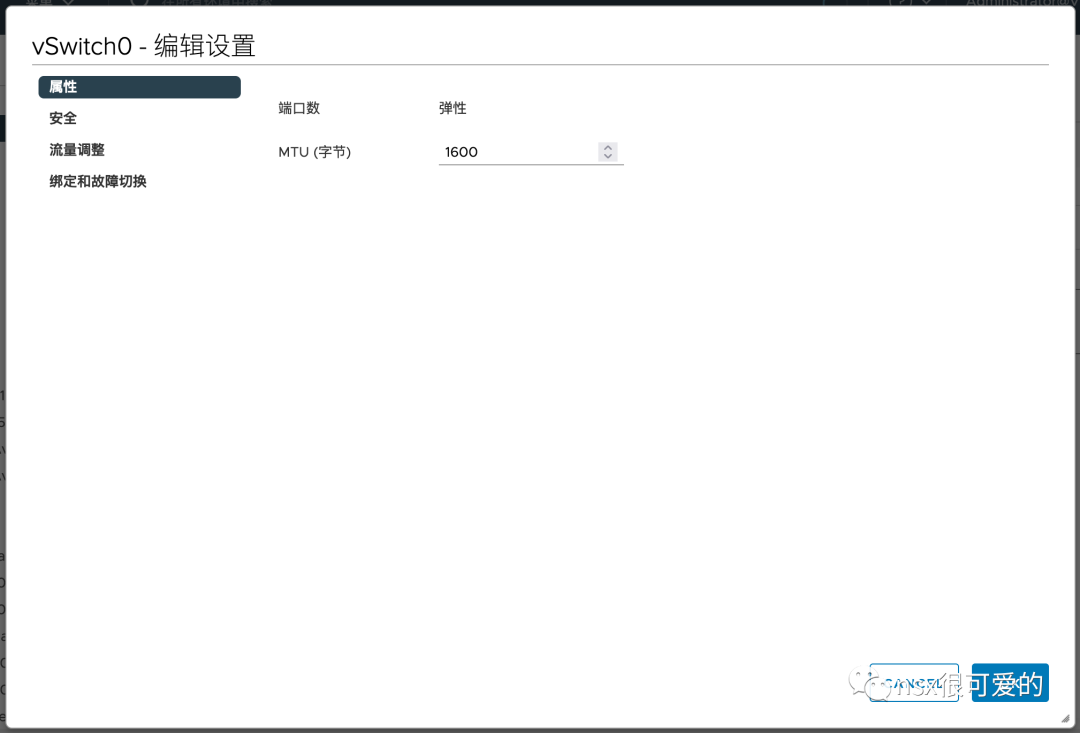 Administrator@v
vSwitch0 - 编辑设置
属性
安全
流量调整
绑定和故障切换
端口数 弹性
MTU (字节) 1600
CANCEL
nsx很可爱的